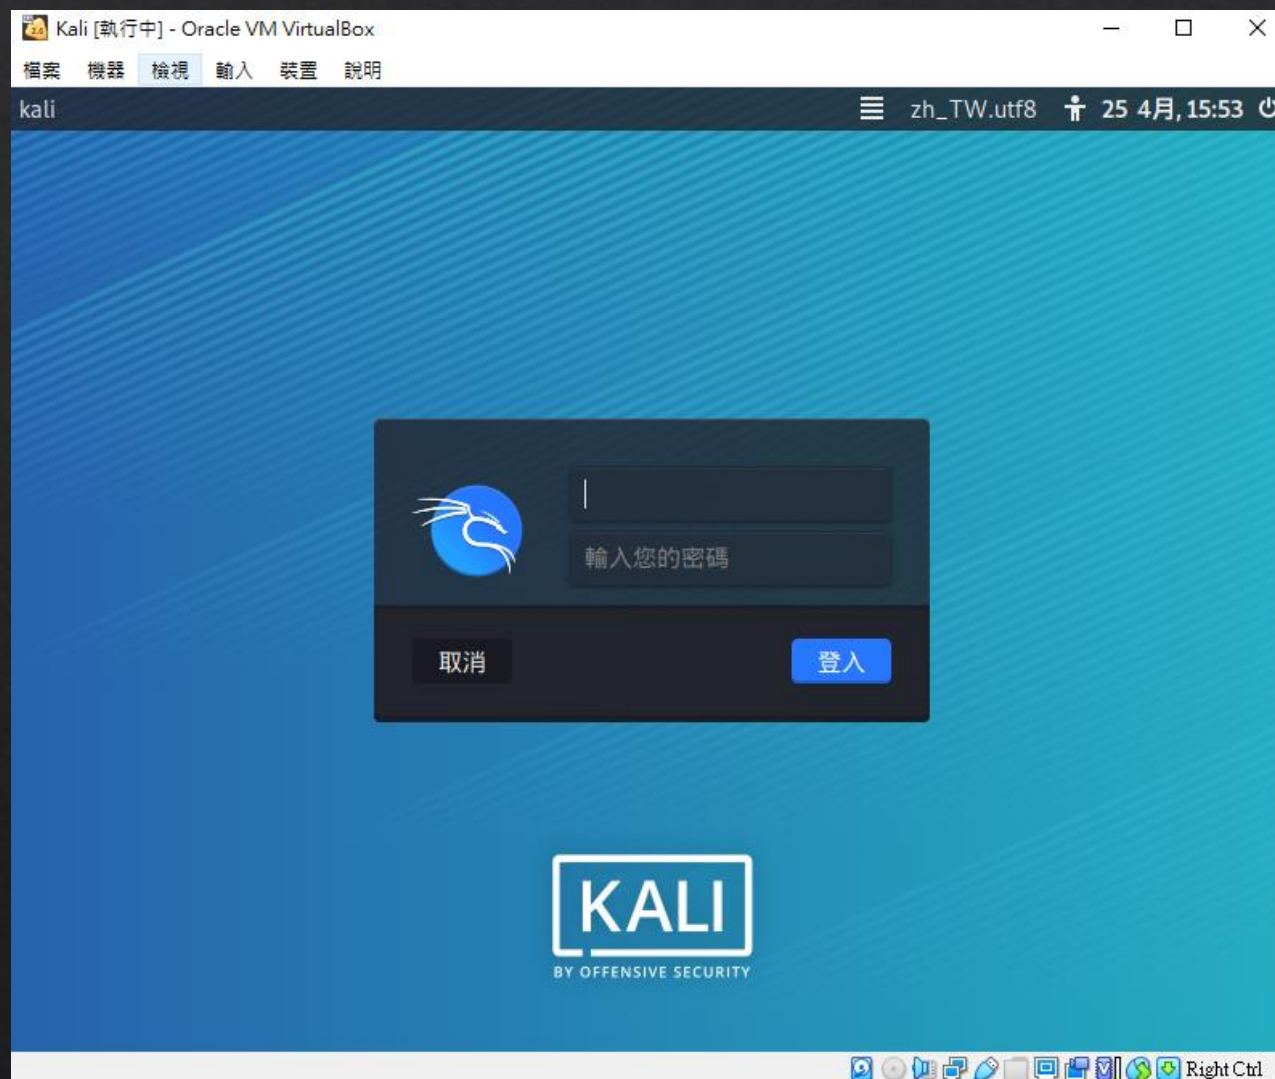 Kali [執行中] - Oracle VM VirtualBox
檔案 機器 檢視 輸入 裝置 說明
kali zh_TW.utf8 25 4月, 15:53
輸入您的密碼
取消 登入
KALI
BY OFFENSIVE SECURITY
Right Ctrl